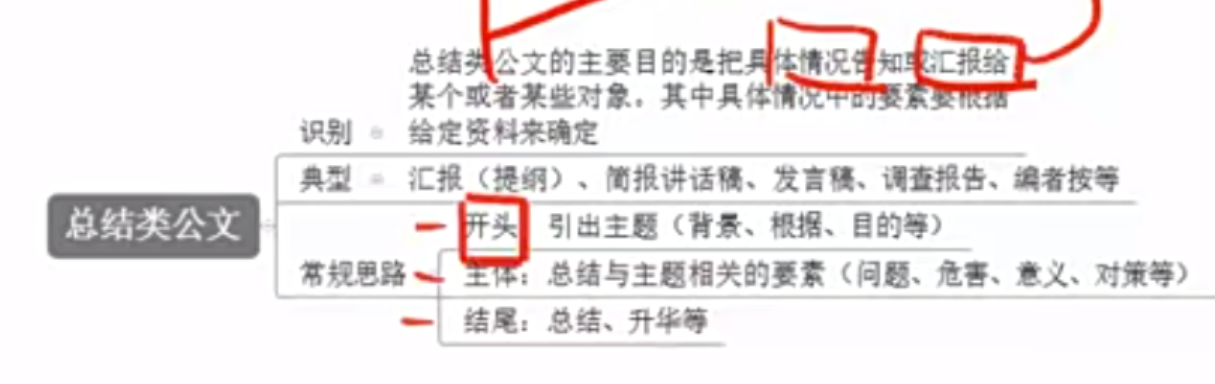 总结类公文的主要目的是把具体情况告知或汇报给
某个或者某些对象。其中具体情况中的要素要根据
识别 给定资料来确定
典型 汇报（提纲）、简报讲话稿、发言稿、调查报告、编者按等
总结类公文
开头 引出主题（背景、根据、目的等）
常规思路 主体：总结与主题相关的要素（问题、危害、意义、对策等）
结尾：总结、升华等